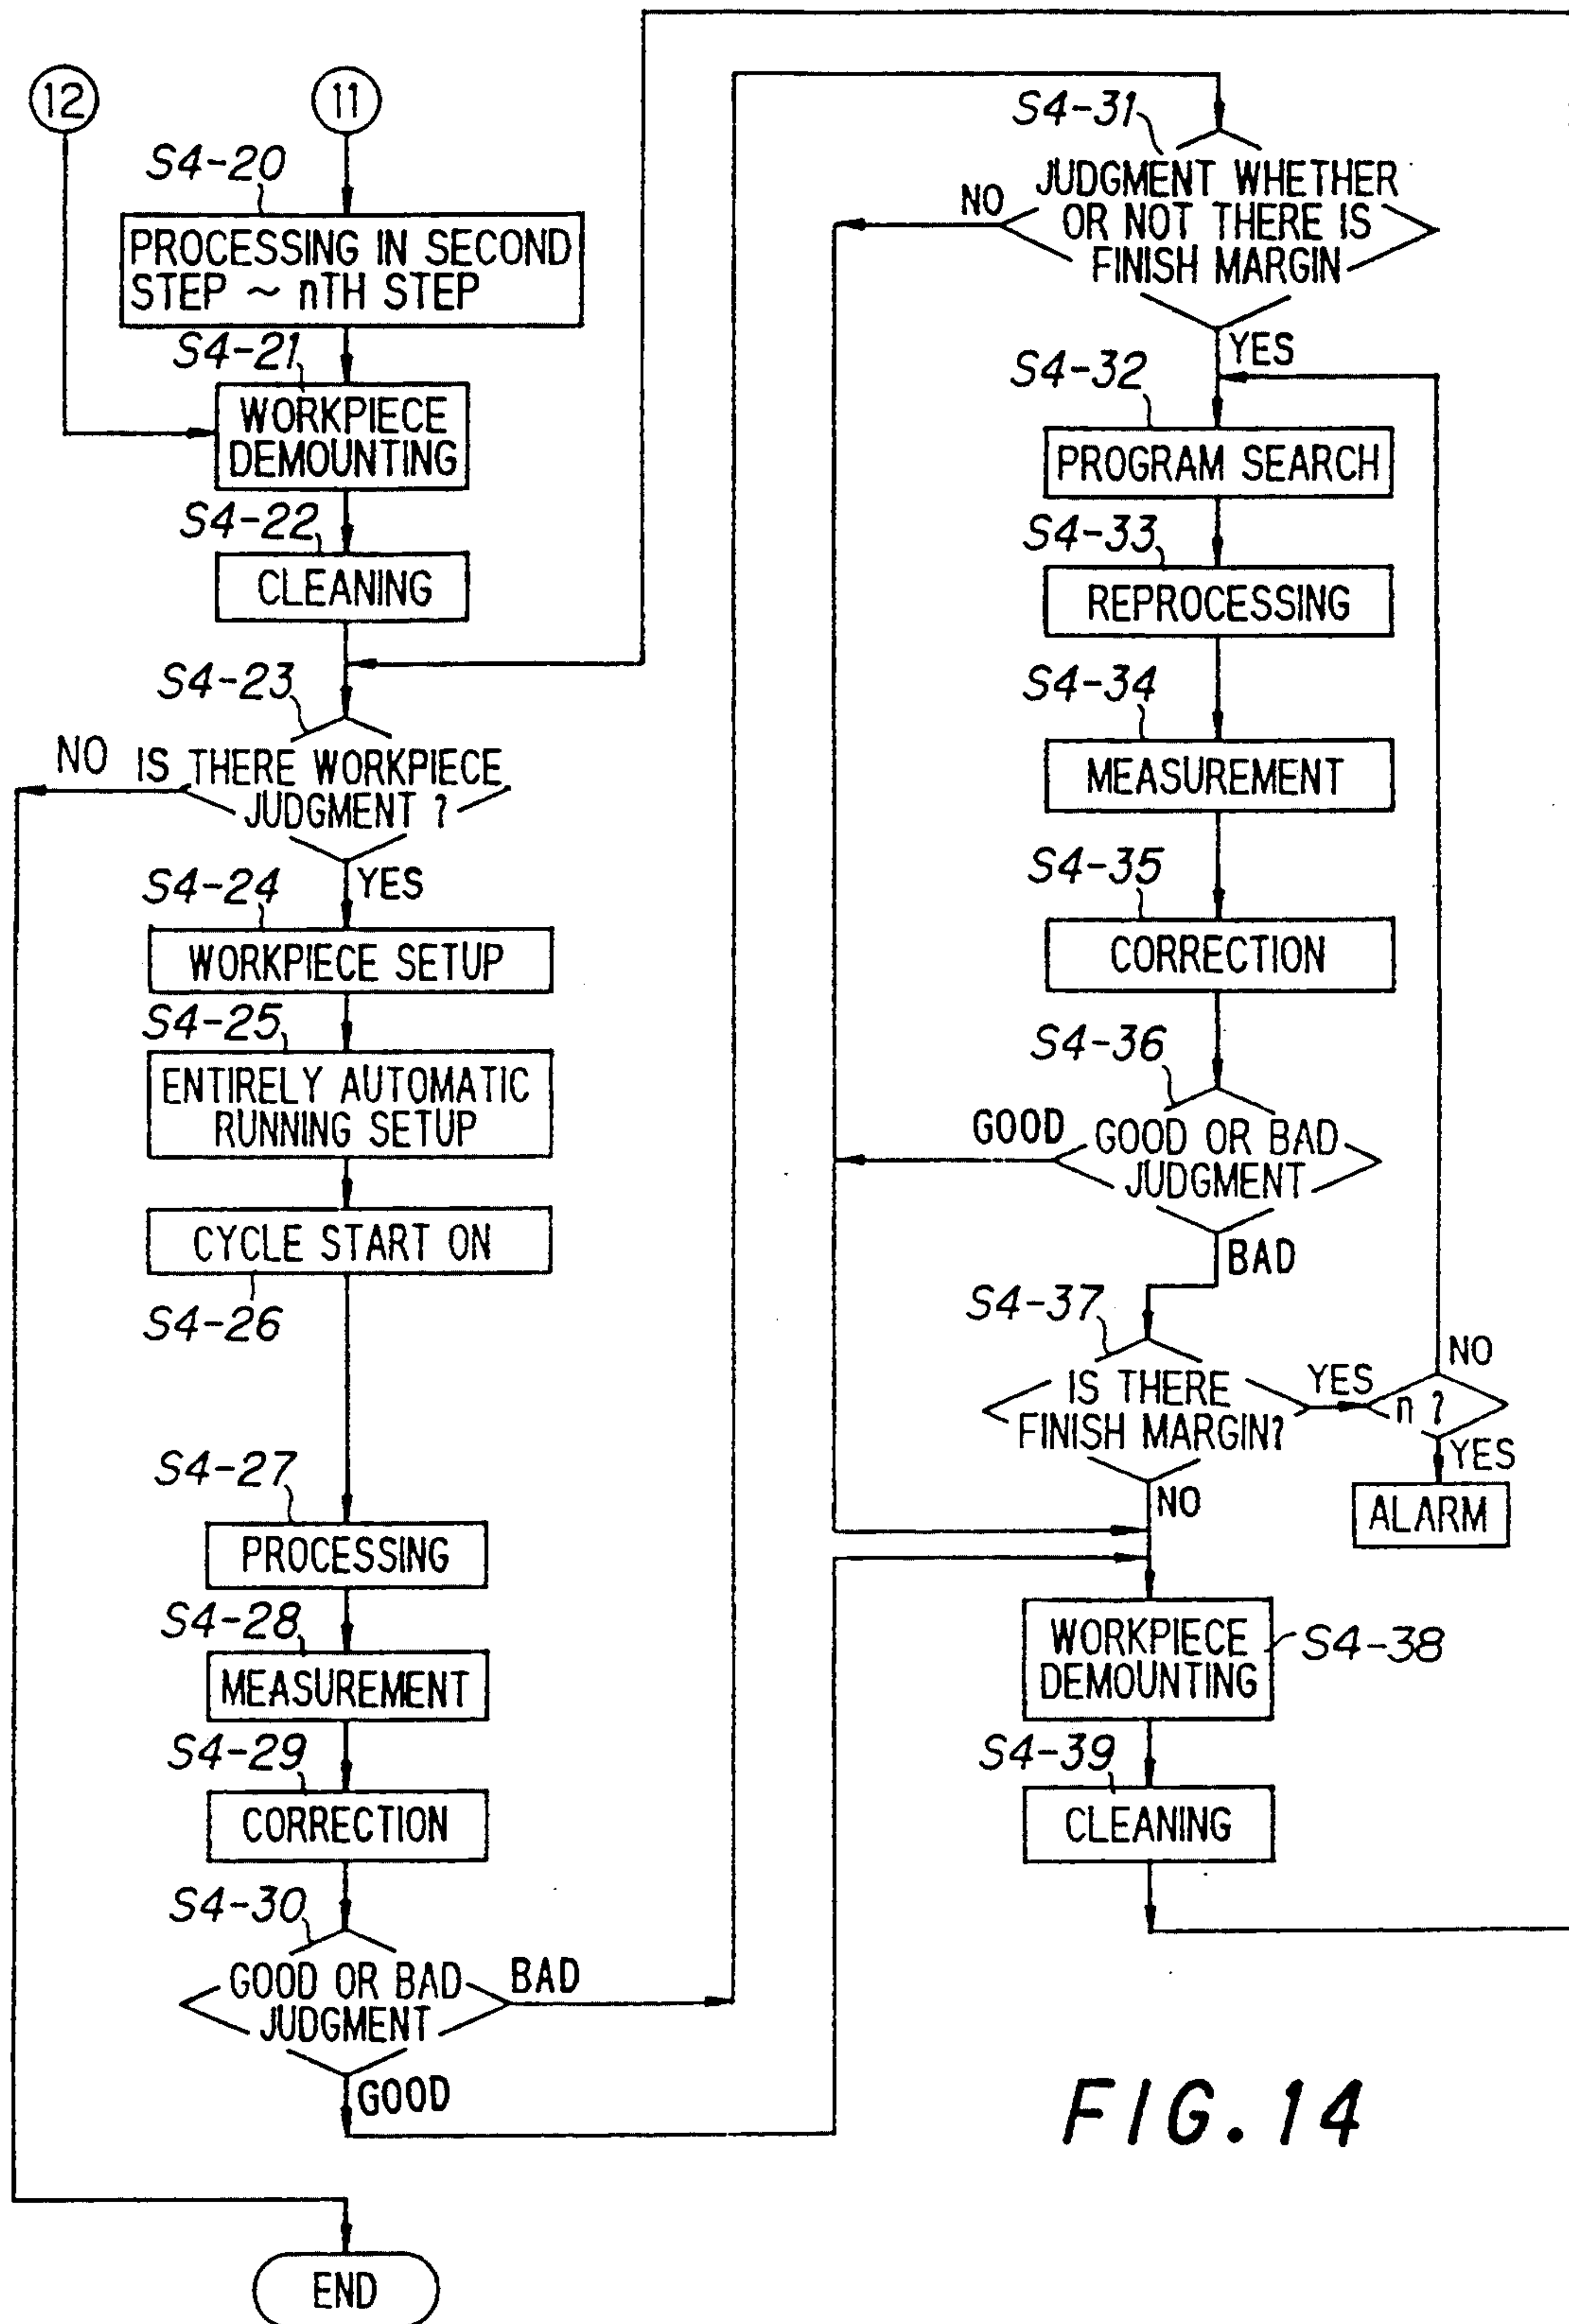 12
11
S4-20
PROCESSING IN SECOND
STEP ~ nTH STEP
S4-21
WORKPIECE
DEMOUNTING
S4-22
CLEANING
S4-23
NO
IS THERE WORKPIECE
JUDGMENT ?
YES
S4-24
WORKPIECE SETUP
S4-25
ENTIRELY AUTOMATIC
RUNNING SETUP
CYCLE START ON
S4-26
S4-27
PROCESSING
S4-28
MEASUREMENT
S4-29
CORRECTION
S4-30
GOOD OR BAD
JUDGMENT
BAD
GOOD
END
S4-31
JUDGMENT WHETHER
OR NOT THERE IS
FINISH MARGIN
NO
YES
S4-32
PROGRAM SEARCH
S4-33
REPROCESSING
S4-34
MEASUREMENT
S4-35
CORRECTION
S4-36
GOOD
GOOD OR BAD
JUDGMENT
BAD
S4-37
IS THERE
FINISH MARGIN?
YES
n ?
NO
YES
ALARM
NO
WORKPIECE
DEMOUNTING
S4-38
S4-39
CLEANING
FIG. 14